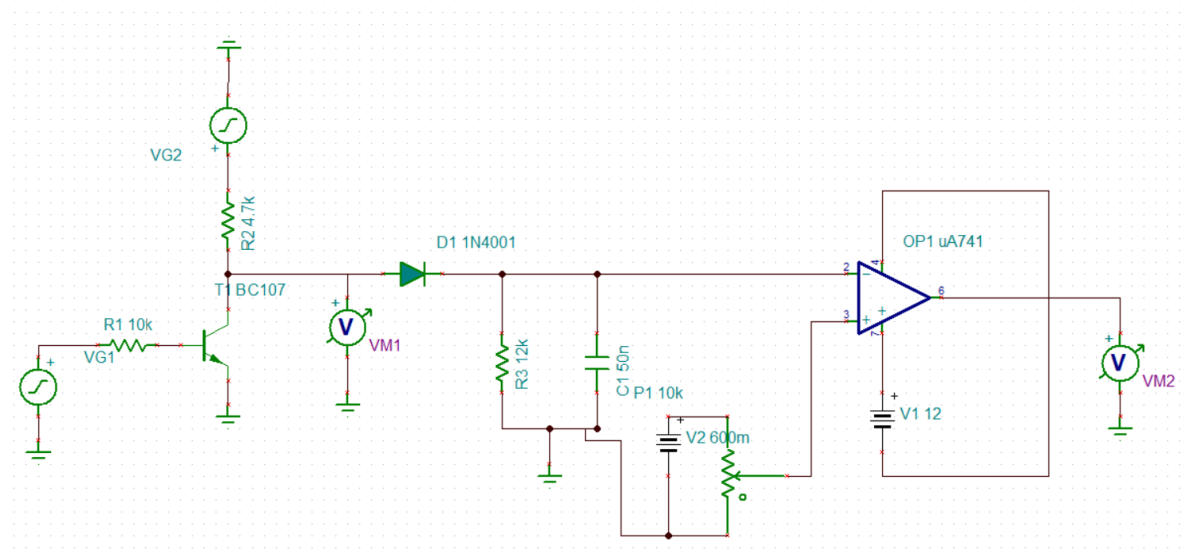 VG2
+
R2 4.7k
D1 1N4001
OP1 uA741
T1 BC107
R1 10k
VG1
+
+
V
VM1
R3 12k
C1 50n
P1 10k
+
V2 600m
2
3
4
6
7
-
+
+
+
V1 12
+
V
VM2